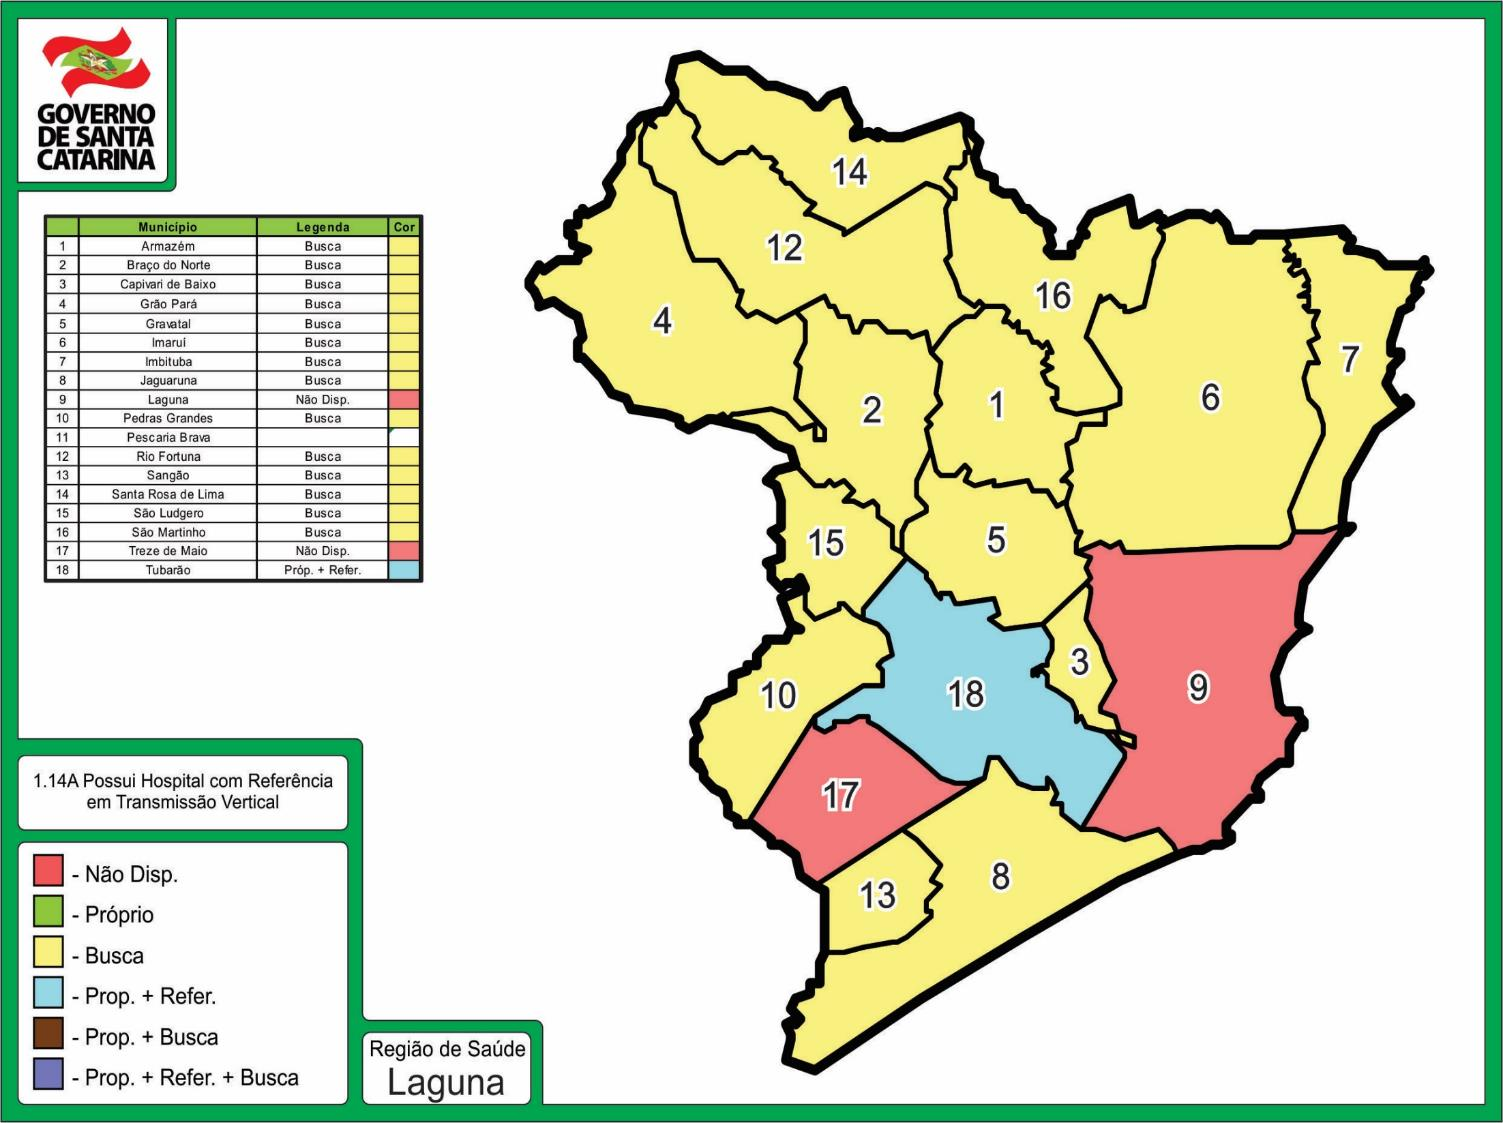 GOVERNO
DE SANTA
CATARINA
Município Legenda Cor
1 Armazém Busca
2 Braço do Norte Busca
3 Capivari de Baixo Busca
4 Grão Pará Busca
5 Gravatal Busca
6 Imaruí Busca
7 Imbituba Busca
8 Jaguaruna Busca
9 Laguna Não Disp.
10 Pedras Grandes Busca
11 Pescaria Brava
12 Rio Fortuna Busca
13 Sangão Busca
14 Santa Rosa de Lima Busca
15 São Ludgero Busca
16 São Martinho Busca
17 Treze de Maio Não Disp.
18 Tubarão Próp. + Refer.
14
12
16
4
7
6
2
1
15
5
3
10
18
9
17
8
13
1.14A Possui Hospital com Referência
em Transmissão Vertical
- Não Disp.
- Próprio
- Busca
- Prop. + Refer.
- Prop. + Busca
- Prop. + Refer. + Busca
Região de Saúde
Laguna